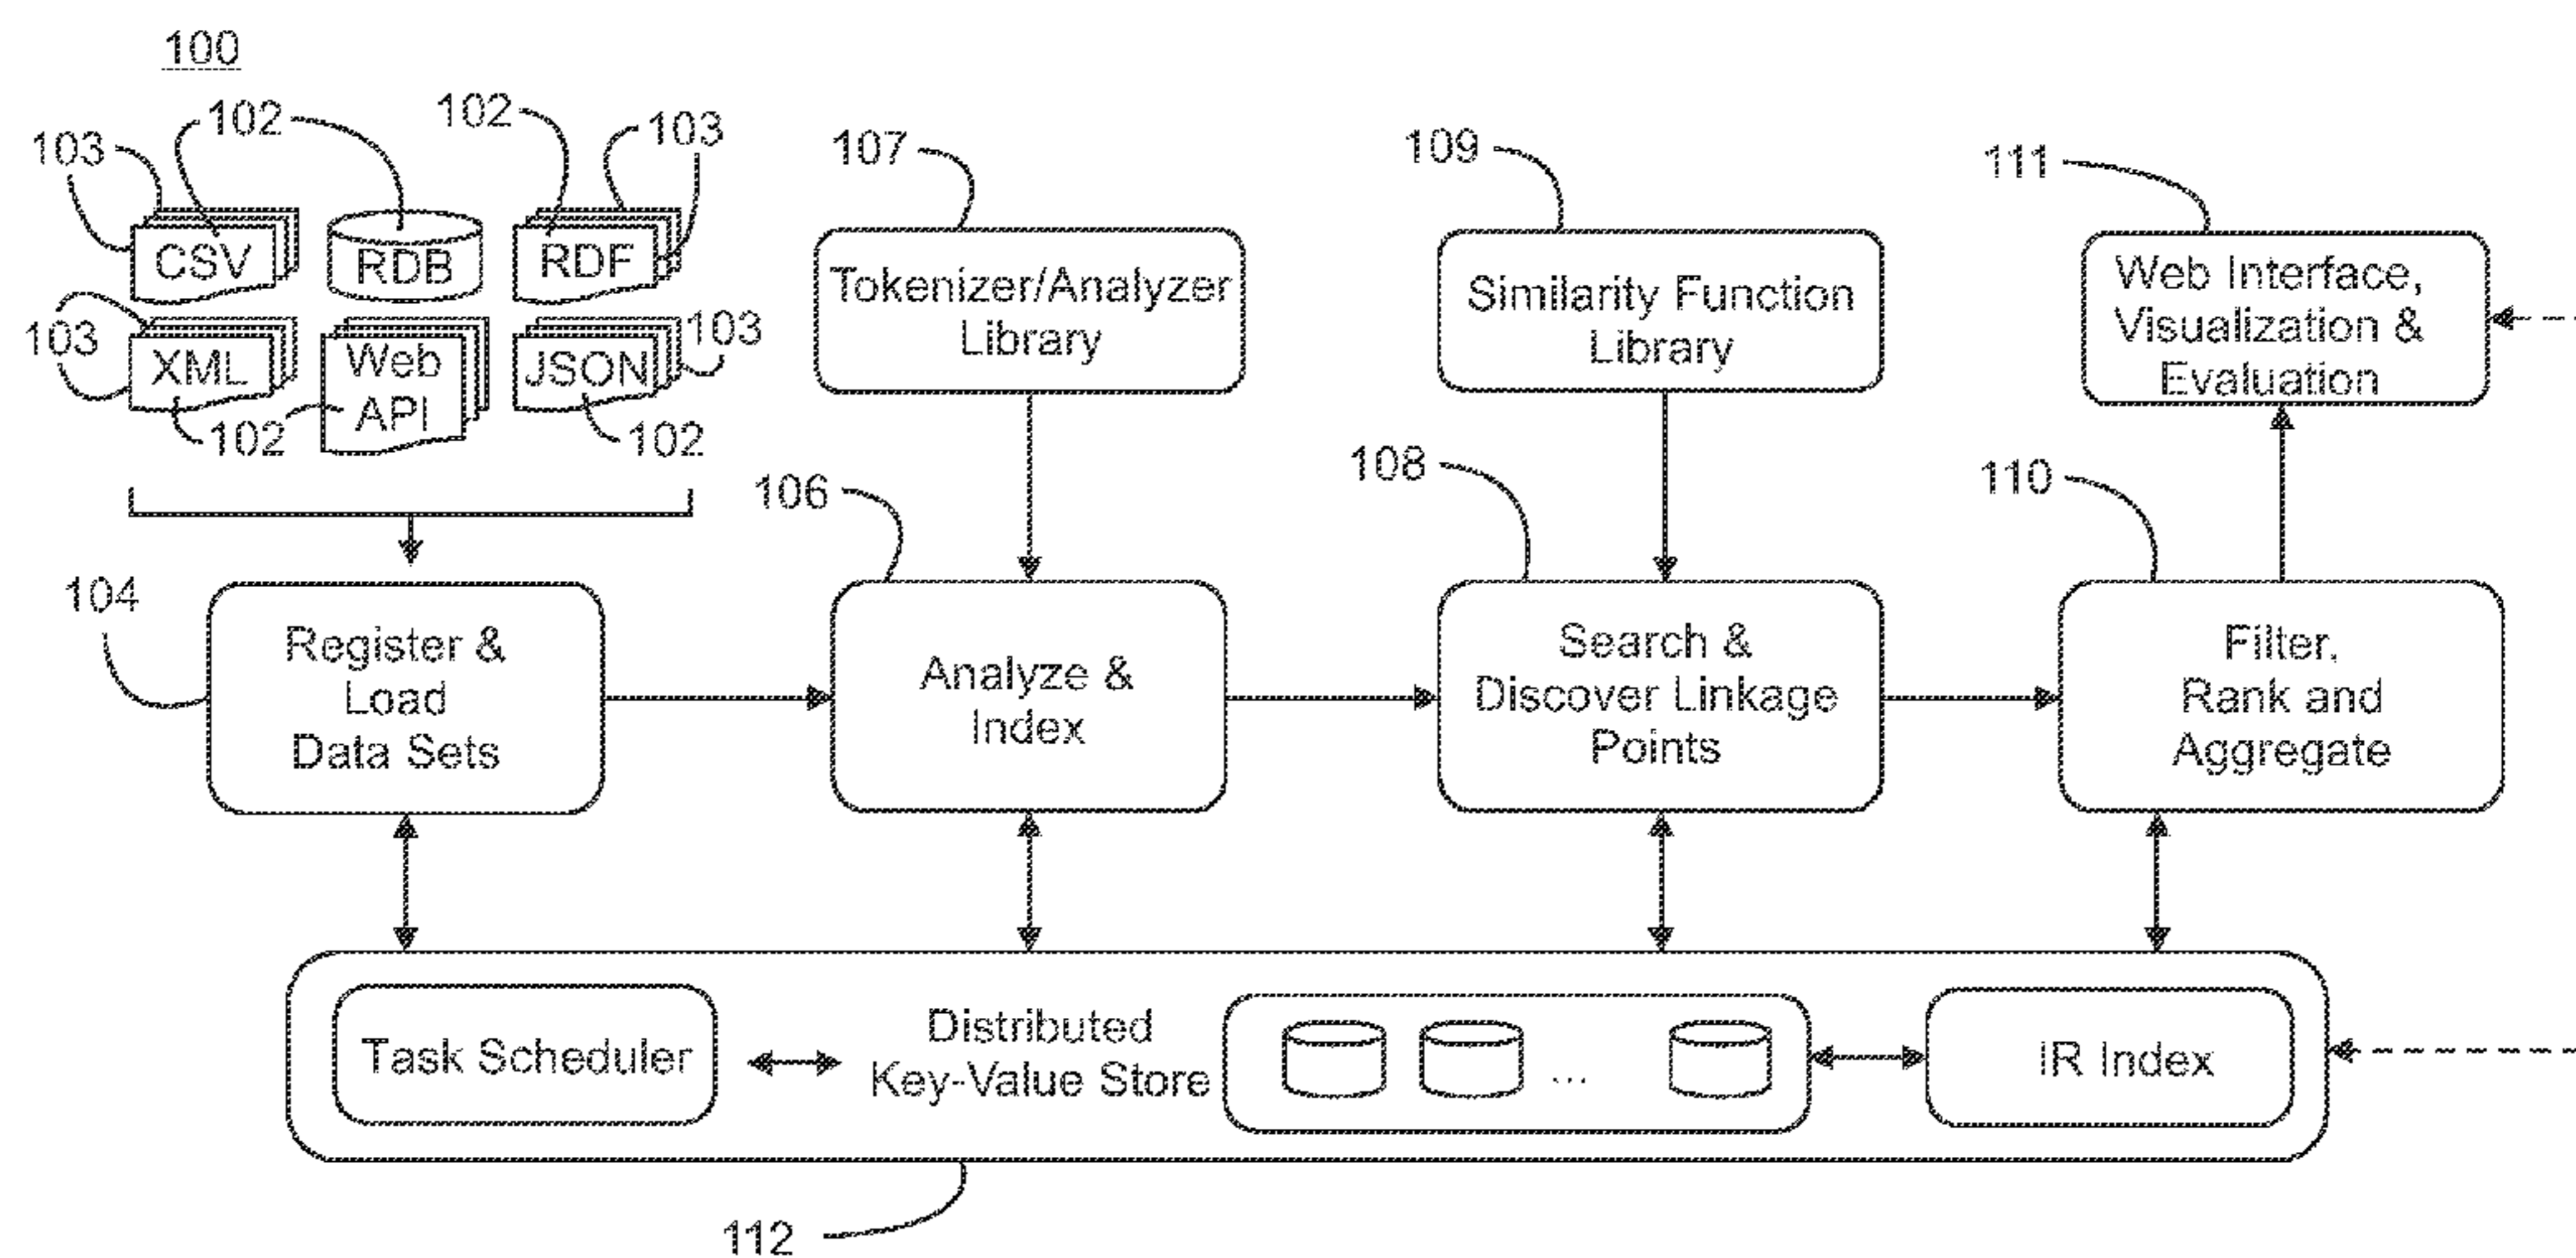 100
102
102
103
103
CSV
RDB
RDF
103
103
XML
Web
API
JSON
102
102
107
Tokenizer/Analyzer
Library
109
Similarity Function
Library
111
Web Interface,
Visualization &
Evaluation
104
Register &
Load
Data Sets
106
Analyze &
Index
108
Search &
Discover Linkage
Points
110
Filter,
Rank and
Aggregate
Task Scheduler
Distributed
Key-Value Store
...
IR Index
112